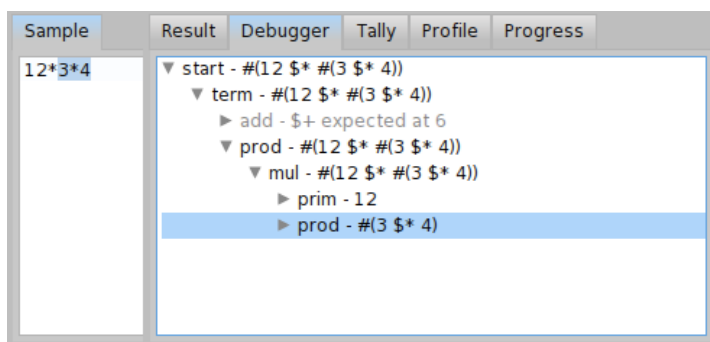 Sample Result Debugger Tally Profile Progress
12*3*4
start - #(12 $* #(3 $* 4))
term - #(12 $* #(3 $* 4))
add - $+ expected at 6
prod - #(12 $* #(3 $* 4))
mul - #(12 $* #(3 $* 4))
prim - 12
prod - #(3 $* 4)